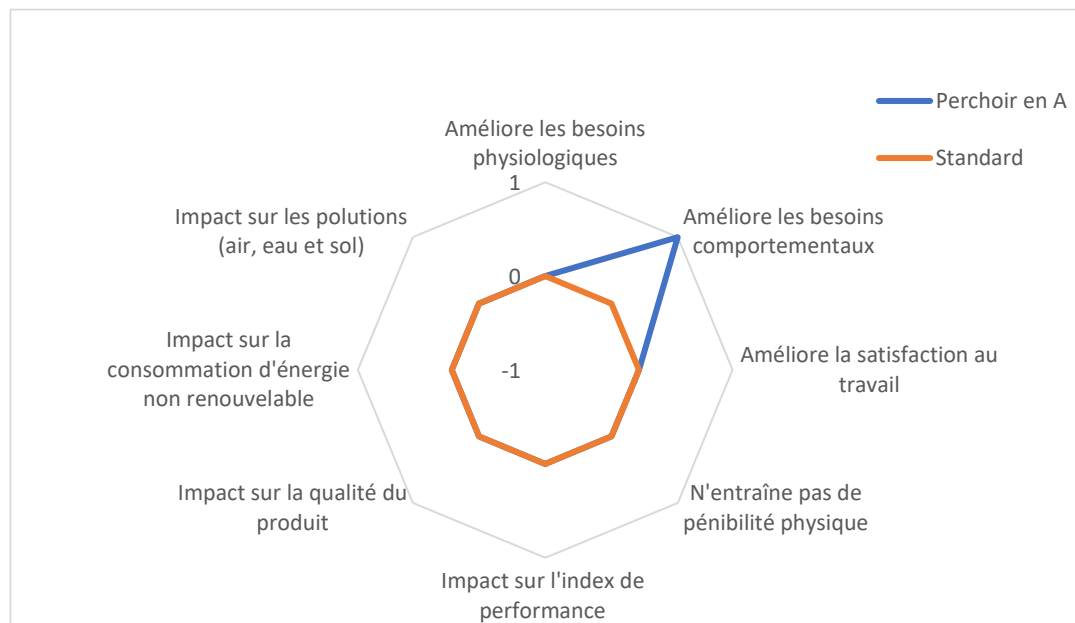 Perchoir en A
Standard
Améliore les besoins
physiologiques
1
Impact sur les polutions
(air, eau et sol)
Améliore les besoins
comportementaux
0
Impact sur la
consommation d'énergie
non renouvelable
-1
Améliore la satisfaction au
travail
Impact sur la qualité du
produit
N'entraîne pas de
pénibilité physique
Impact sur l'index de
performance